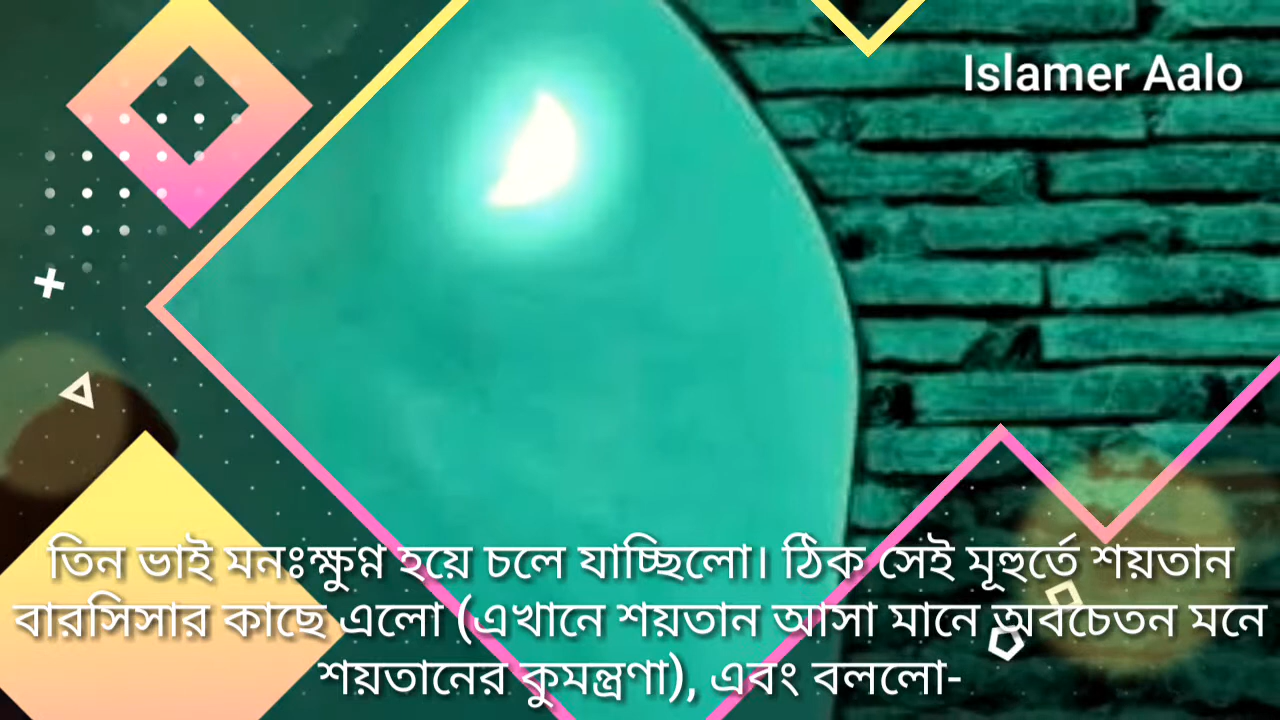 Islamer Aalo
তিন ভাই মনঃক্ষুণ্ণ হয়ে চলে যাচ্ছিলো। ঠিক সেই মূহুর্তে শয়তান
বারসিসার কাছে এলো (এখানে শয়তান আসা মানে অবচেতন মনে
শয়তানের কুমন্ত্রণা), এবং বললো-